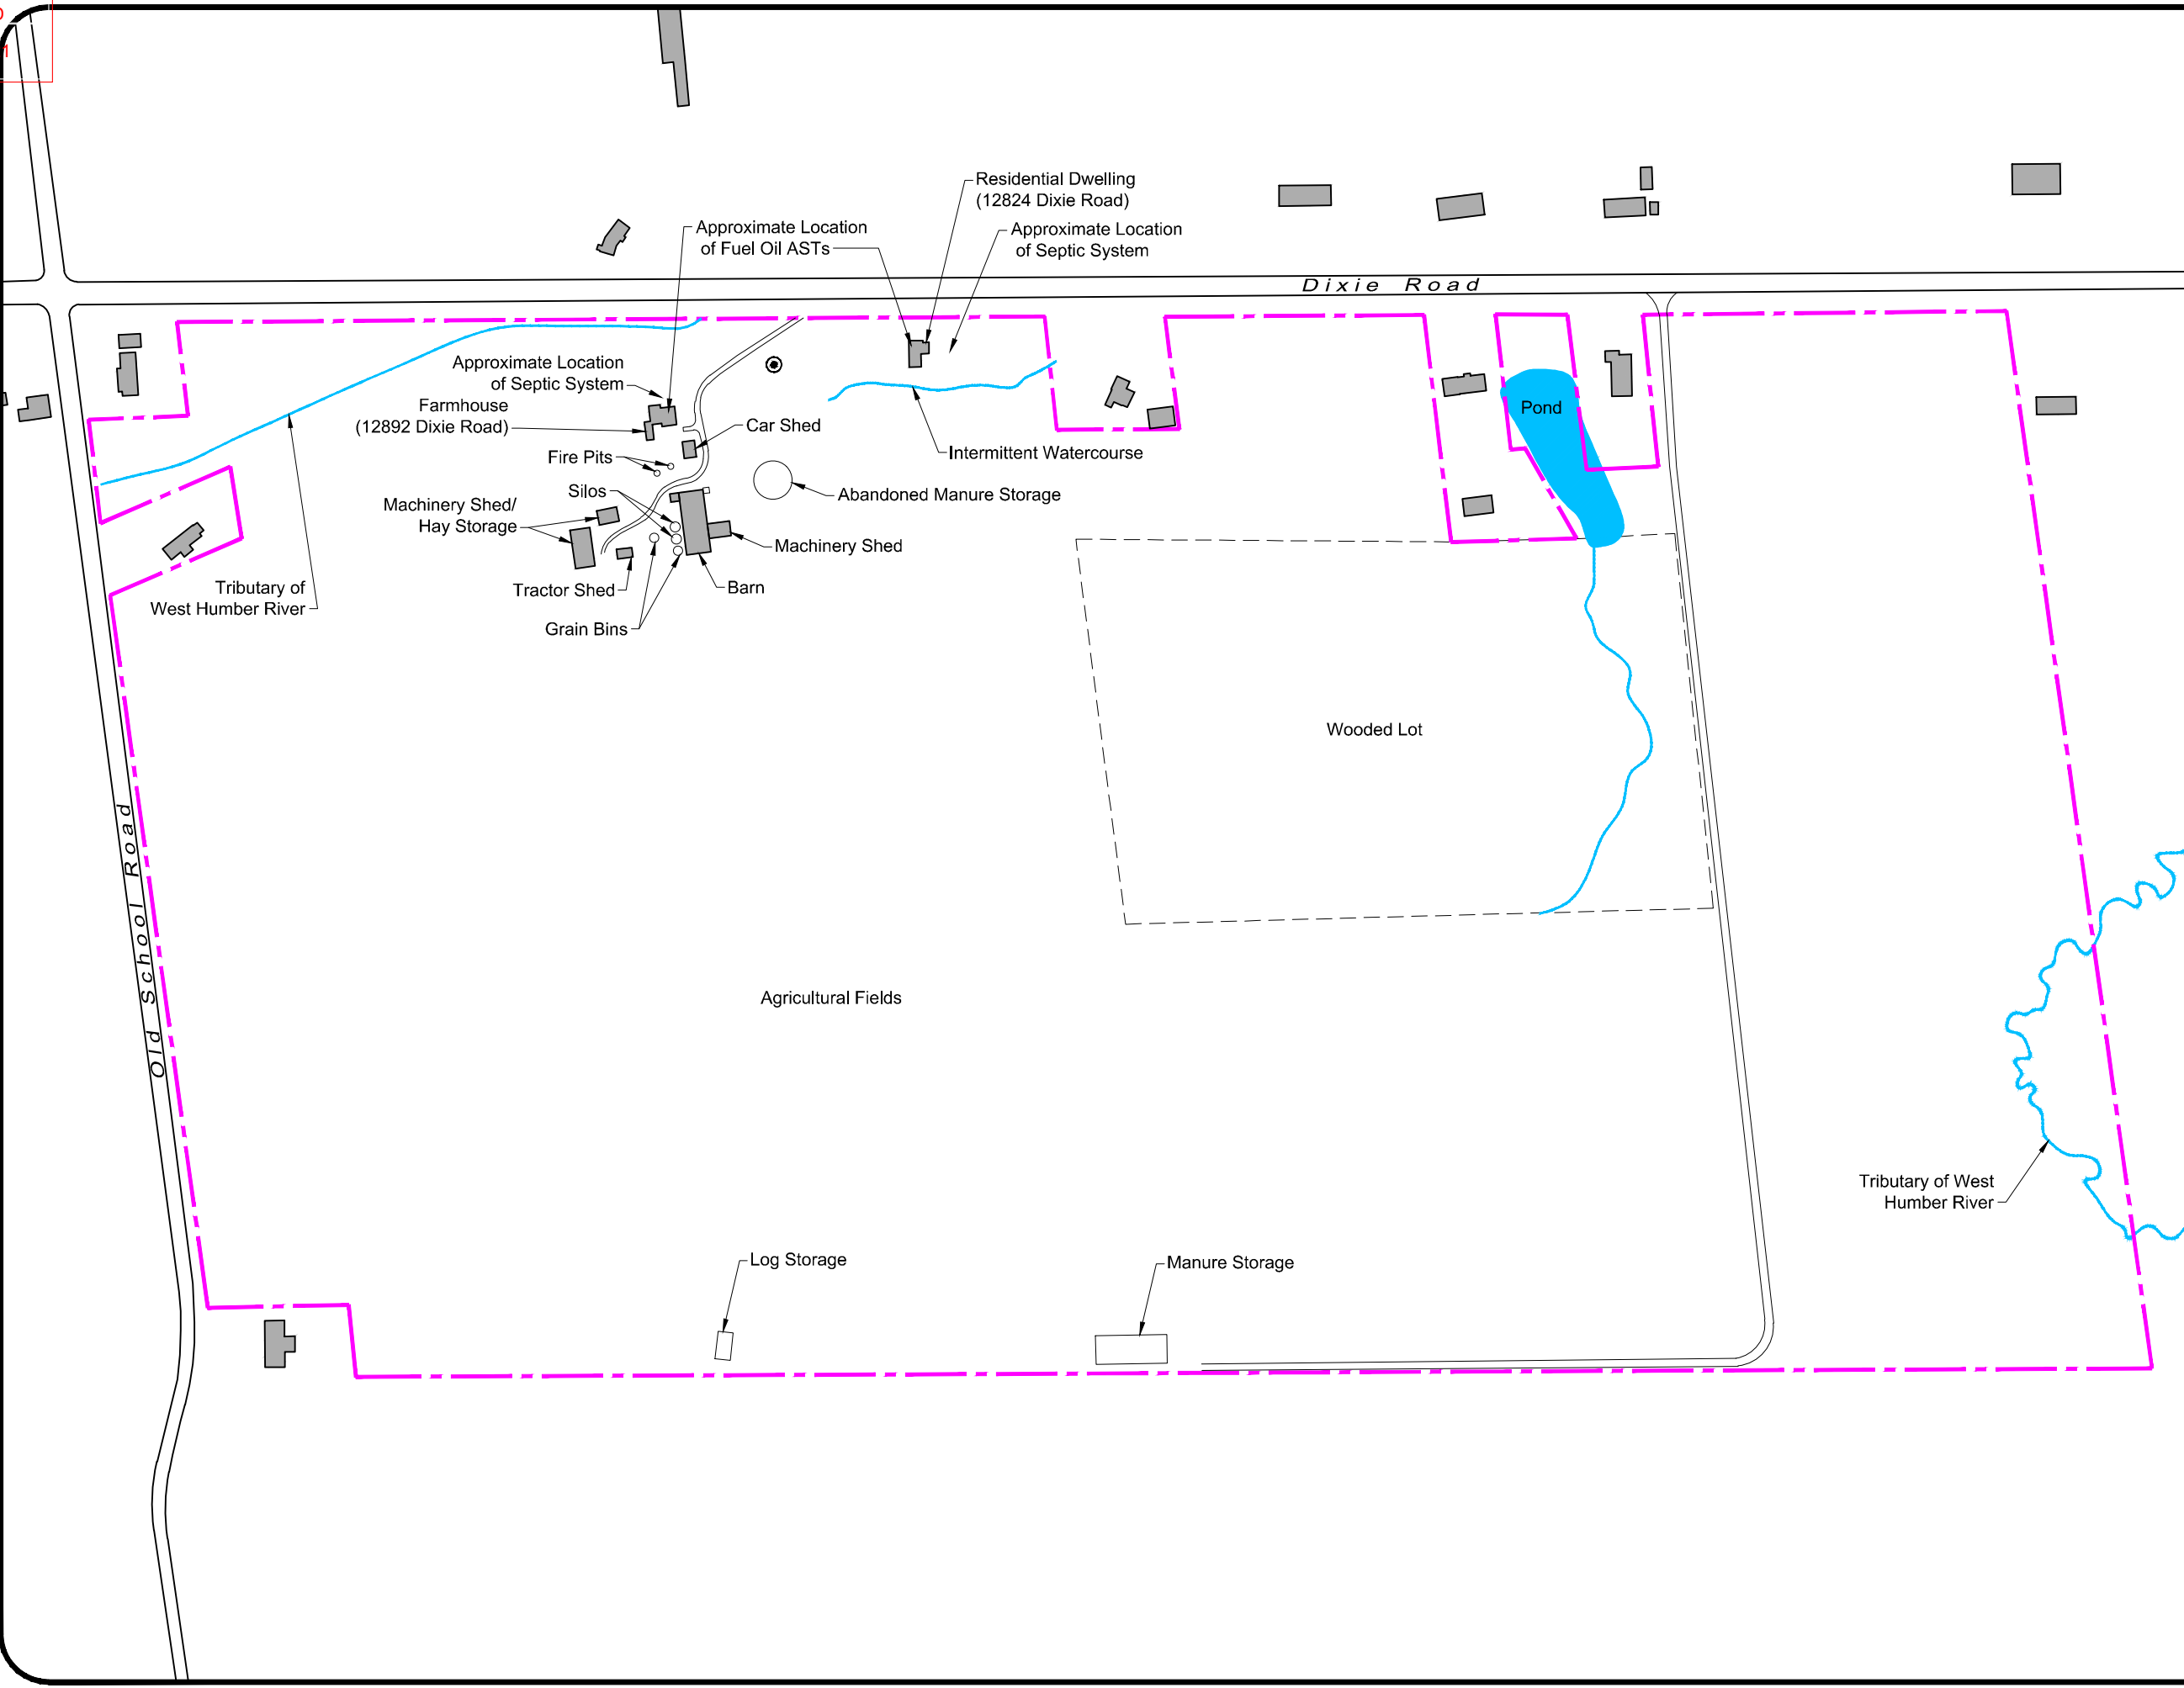 Residential Dwelling
(12824 Dixie Road)
Approximate Location
of Fuel Oil ASTs
Approximate Location
of Septic System
Dixie Road
Approximate Location
of Septic System
Farmhouse
(12892 Dixie Road)
Car Shed
Pond
Fire Pits
Intermittent Watercourse
Silos
Abandoned Manure Storage
Machinery Shed/
Hay Storage
Machinery Shed
Tributary of
West Humber River
Tractor Shed
Barn
Grain Bins
Wooded Lot
Old School Road
Agricultural Fields
Tributary of West
Humber River
Log Storage
Manure Storage